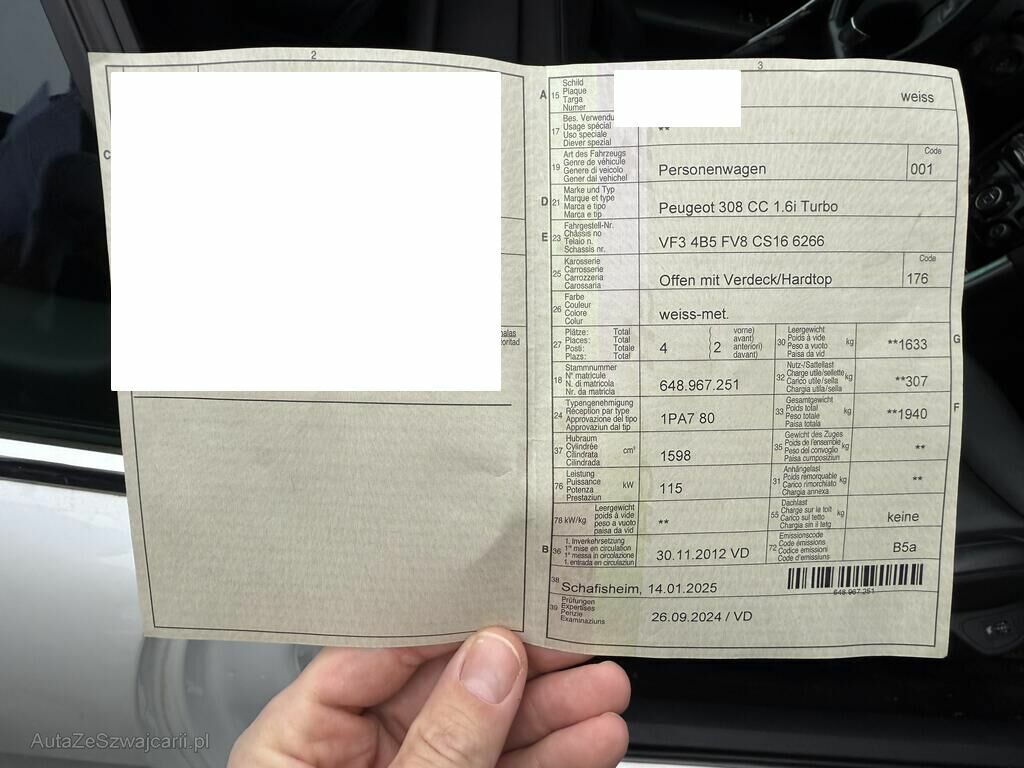 2
C
alas
oritad
3
A 15 Schild
Plaque
Targa
Numer
weiss
17 Bes. Verwendu
Usage spécial
Uso speciale
Diever spezial
**
19 Art des Fahrzeugs
Genre de véhicule
Genere di veicolo
Gener dal vehichel
Personenwagen
Code
001
D 21 Marke und Typ
Marque et type
Marca e tipo
Marca e tip
Peugeot 308 CC 1.6i Turbo
E 23 Fahrgestell-Nr.
Châssis no
Telaio n.
Schassis nr.
VF3 4B5 FV8 CS16 6266
25 Karosserie
Carrosserie
Carrozzeria
Carossaria
Offen mit Verdeck/Hardtop
Code
176
26 Farbe
Couleur
Colore
Colur
weiss-met.
27 Plätze: Total
Places: Total
Posti: Totale
Plazs: Total
4
2
vorne)
avant)
anteriori)
davant)
30 Leergewicht
Poids à vide
Peso a vuoto
Paisa da vid
kg
**1633
G
18 Stammnummer
N° matricule
N. di matricola
Nr. da matricla
648.967.251
32 Nutz-/Sattellast
Charge utile/sellette
Carico utile/sella
Chargia utila/sella
kg
**307
24 Typengenehmigung
Réception par type
Approvazione del tipo
Approvaziun dal tip
1PA7 80
33 Gesamtgewicht
Poids total
Peso totale
Paisa totala
kg
**1940
F
37 Hubraum
Cylindrée
Cilindrata
Cilindrada
cm³
1598
35 Gewicht des Zuges
Poids de l'ensemble
Peso del convoglio
Paisa cumposiziun
kg
**
76 Leistung
Puissance
Potenza
Prestaziun
kW
115
31 Anhängelast
Poids remorquable
Carico rimorchiato
Chargia annexa
kg
**
78 kW/kg
Leergewicht
poids à vide
peso a vuoto
paisa da vid
**
55 Dachlast
Charge sur le toit
Carico sul tetto
Chargia sin il tetg
kg
keine
B 36 1. Inverkehrsetzung
1re mise en circulation
1a messa in circolazione
1. entrada en circulaziun
30.11.2012 VD
72 Emissionscode
Code émissions
Codice emissioni
Code d'emissiuns
B5a
38
Schafisheim, 14.01.2025
648.967.251
39 Prüfungen
Expertises
Perizie
Examinaziuns
26.09.2024 / VD
AutaZeSzwajcarii.pl